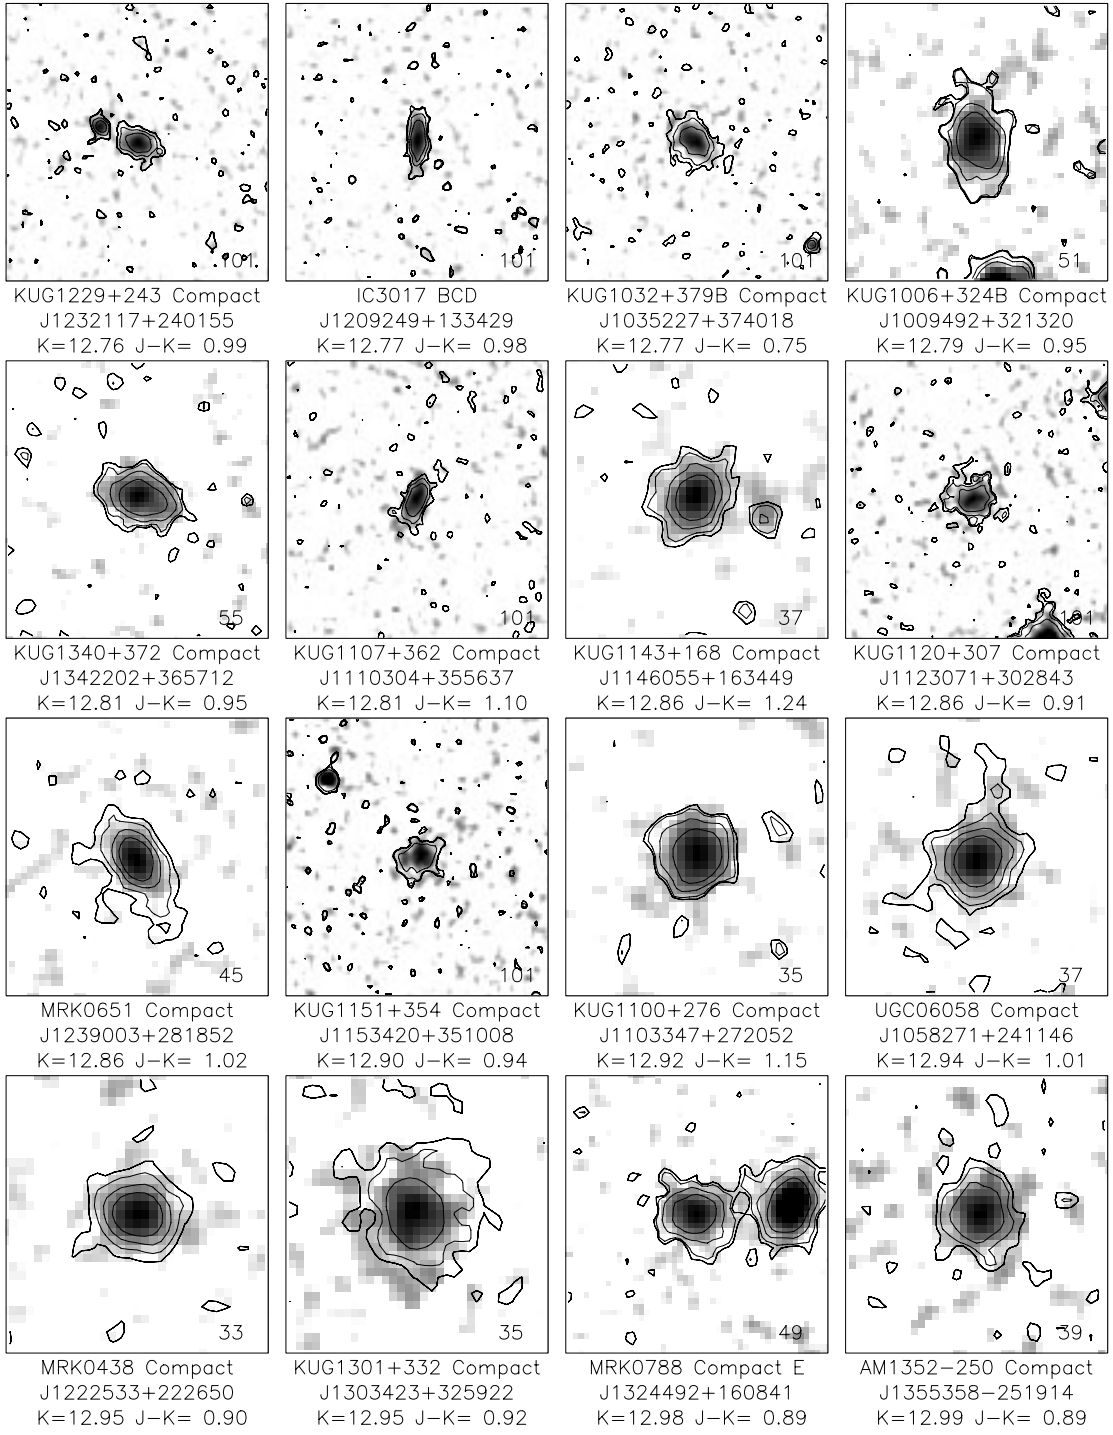 101
101
101
51
KUG1229+243 Compact
J1232117+240155
K=12.76 J-K= 0.99
IC3017 BCD
J1209249+133429
K=12.77 J-K= 0.98
KUG1032+379B Compact
J1035227+374018
K=12.77 J-K= 0.75
KUG1006+324B Compact
J1009492+321320
K=12.79 J-K= 0.95
55
101
37
101
KUG1340+372 Compact
J1342202+365712
K=12.81 J-K= 0.95
KUG1107+362 Compact
J1110304+355637
K=12.81 J-K= 1.10
KUG1143+168 Compact
J1146055+163449
K=12.86 J-K= 1.24
KUG1120+307 Compact
J1123071+302843
K=12.86 J-K= 0.91
45
101
35
37
MRK0651 Compact
J1239003+281852
K=12.86 J-K= 1.02
KUG1151+354 Compact
J1153420+351008
K=12.90 J-K= 0.94
KUG1100+276 Compact
J1103347+272052
K=12.92 J-K= 1.15
UGC06058 Compact
J1058271+241146
K=12.94 J-K= 1.01
33
35
49
39
MRK0438 Compact
J1222533+222650
K=12.95 J-K= 0.90
KUG1301+332 Compact
J1303423+325922
K=12.95 J-K= 0.92
MRK0788 Compact E
J1324492+160841
K=12.98 J-K= 0.89
AM1352-250 Compact
J1355358-251914
K=12.99 J-K= 0.89